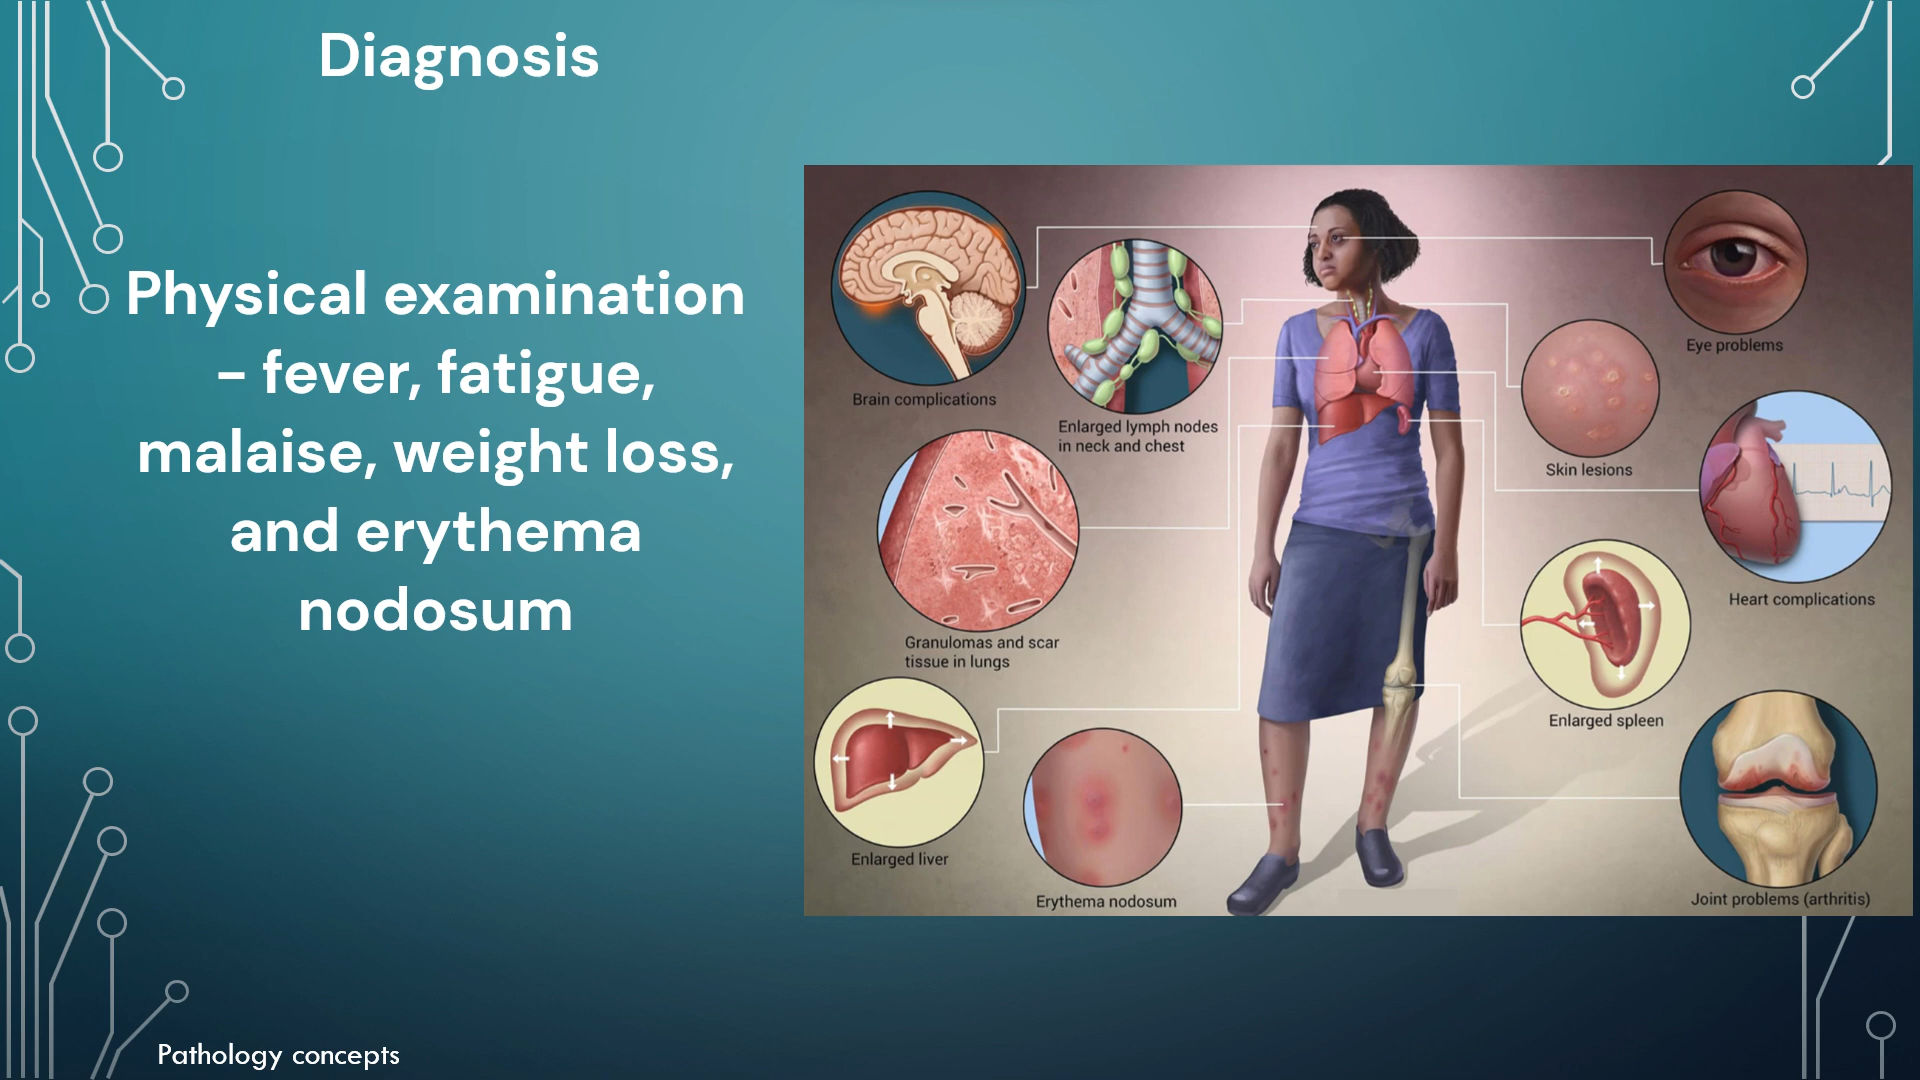 Diagnosis
Physical examination
– fever, fatigue,
malaise, weight loss,
and erythema
nodosum
Brain complications
Enlarged lymph nodes
in neck and chest
Granulomas and scar
tissue in lungs
Enlarged liver
Erythema nodosum
Eye problems
Skin lesions
Heart complications
Enlarged spleen
Joint problems (arthritis)
Pathology concepts